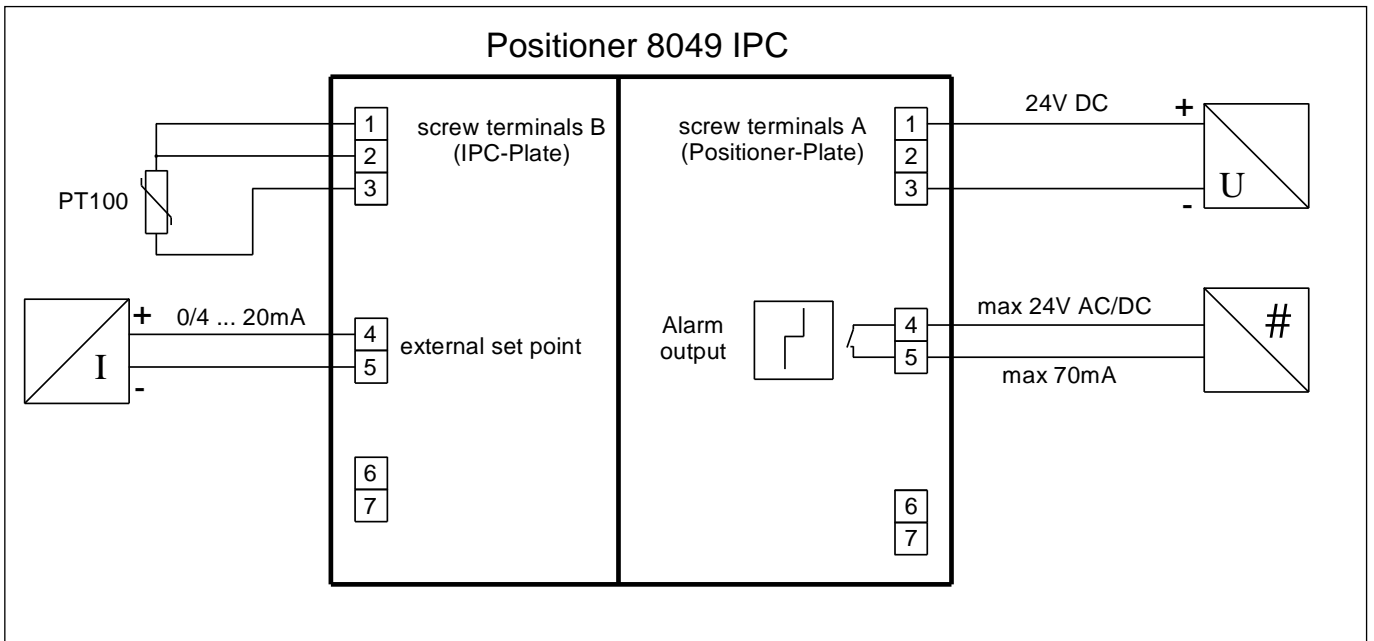 Positioner 8049 IPC
1
2
3
screw terminals B
(IPC-Plate)
PT100
+
0/4 ... 20mA
-
I
4
5
external set point
6
7
screw terminals A
(Positioner-Plate)
1
2
3
24V DC
+
-
U
Alarm
output
4
5
max 24V AC/DC
max 70mA
#
6
7